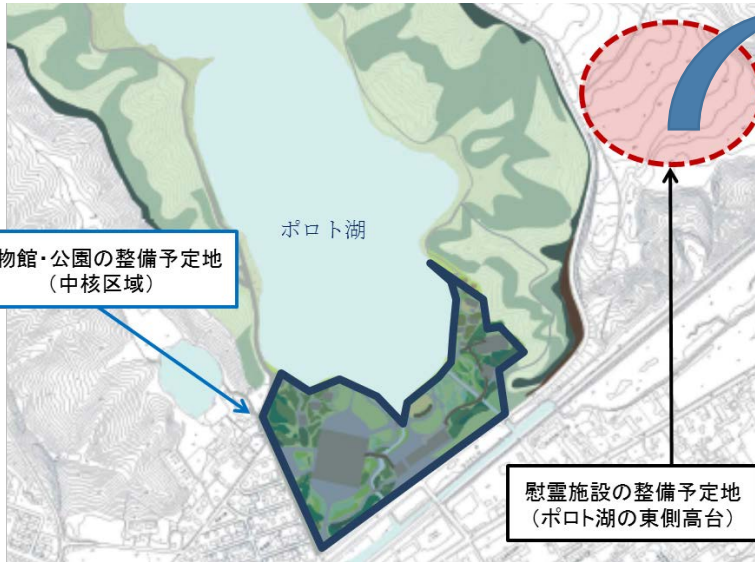 ポロト湖
物館・公園の整備予定地
（中核区域）
慰霊施設の整備予定地
（ポロト湖の東側高台）